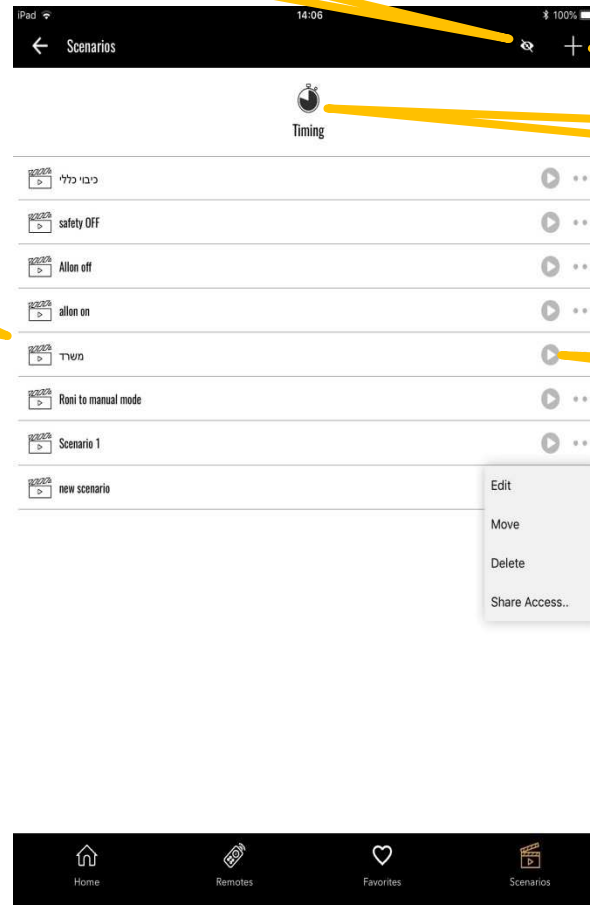 iPad 14:06 100%
Scenarios
Timing
כיבוי כללי
safety OFF
Allon off
allon on
משרד
Roni to manual mode
Scenario 1
new scenario
Edit
Move
Delete
Share Access..
Home Remotes Favorites Scenarios